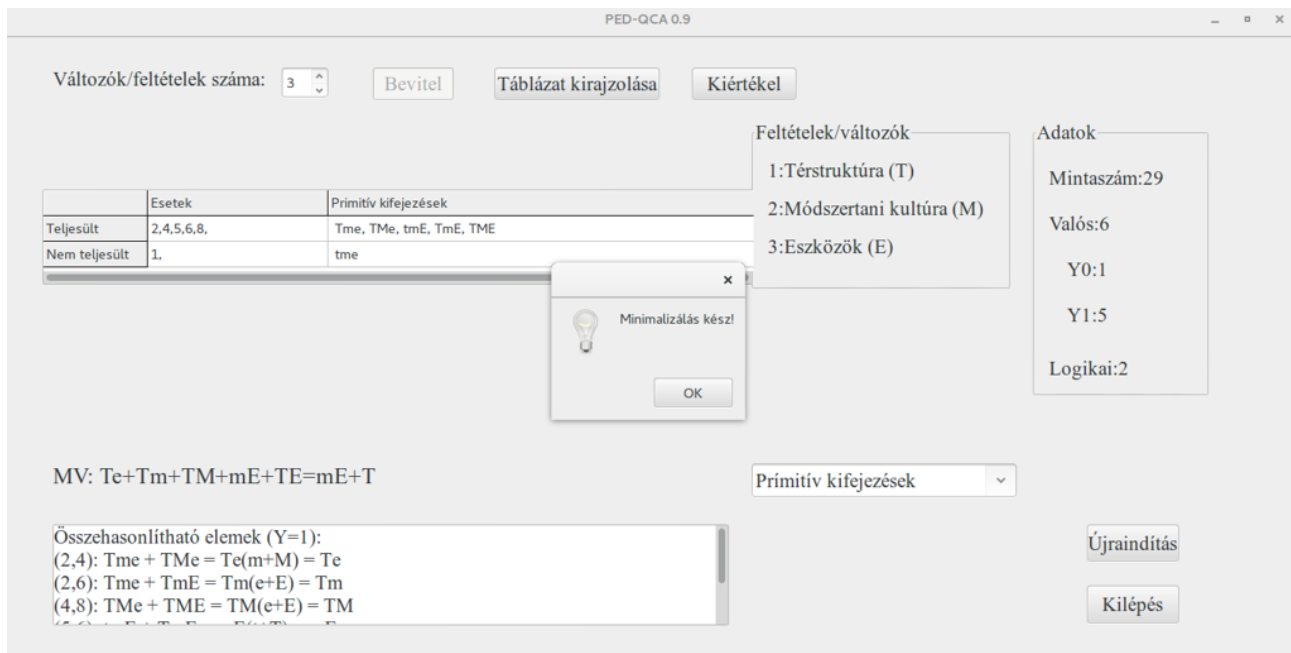 PED-QCA 0.9
Változók/feltételek száma: 3 Bevitel Táblázat kirajzolása Kiértékel
Feltételek/változók
1:Térstruktúra (T)
2:Módszertani kultúra (M)
3:Eszközök (E)
Adatok
Mintaszám:29
Valós:6
Y0:1
Y1:5
Logikai:2
Esetek Primitív kifejezések
Teljesült 2,4,5,6,8, Tme, TMe, tmE, TmE, TME
Nem teljesült 1, tme
Minimalizálás kész!
OK
MV: Te+Tm+TM+mE+TE=mE+T
Prímitív kifejezések
Összehasonlítható elemek (Y=1):
(2,4): Tme + TMe = Te(m+M) = Te
(2,6): Tme + TmE = Tm(e+E) = Tm
(4,8): TMe + TME = TM(e+E) = TM
Újraindítás
Kilépés